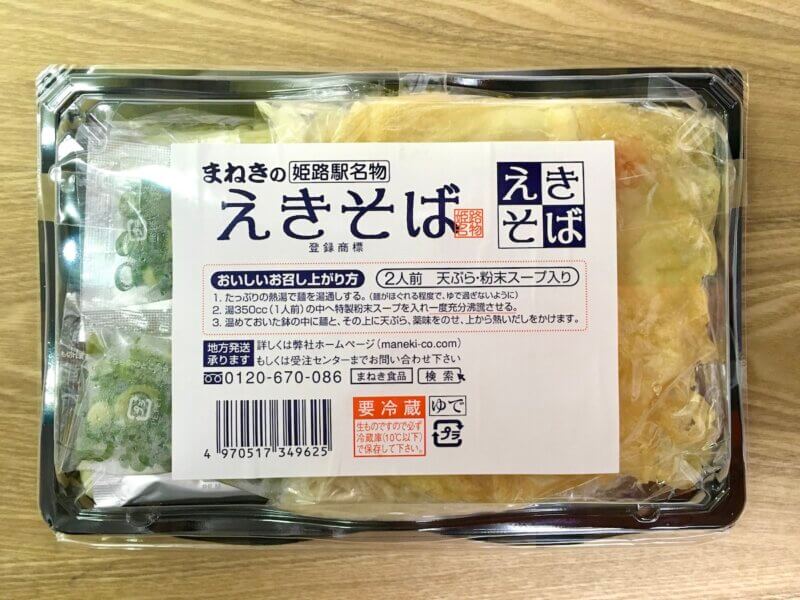 まねきの 姫路駅名物
えきそば
姫路名物
登録商標
えき
そば
おいしいお召し上がり方
2人前 天ぷら・粉末スープ入り
1. たっぷりの熱湯で麺を湯通しする。(麺がほぐれる程度で、ゆで過ぎないように)
2. 湯350cc(1人前)の中へ特製粉末スープを入れ一度充分沸騰させる。
3. 温めておいた鉢の中に麺と、その上に天ぷら、薬味をのせ、上から熱いだしをかけます。
地方発送
承ります
詳しくは弊社ホームページ(maneki-co.com)
もしくは受注センターまでお問い合わせ下さい
0120-670-086 まねき食品 検索
4 970517 349625
要冷蔵
生ものですので必ず
冷蔵庫(10℃以下)
で保存して下さい。
ゆで
プラ